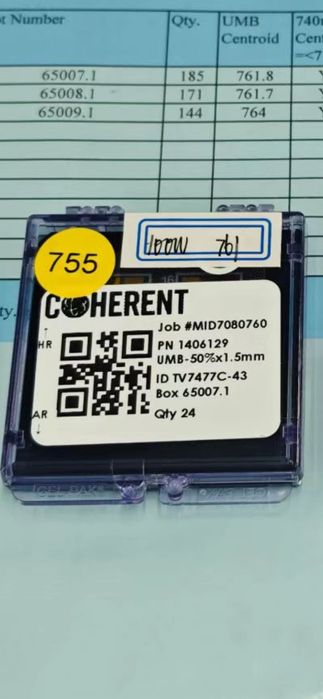 ot Number Qty. UMB Centroid 740n Cen =<7
65007.1 185 761.8
65008.1 171 761.7
65009.1 144 764
100W 761
755
COHERENT
Job #MID7080760
HR PN 1406129
UMB-50%x1.5mm
ID TV7477C-43
Box 65007.1
AR Qty 24
ty.
GEL-PAK